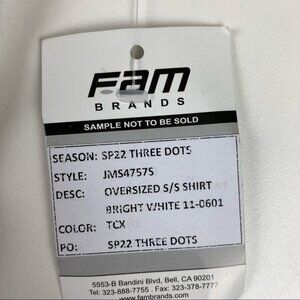 Fam
BRANDS
SAMPLE NOT TO BE SOLD
SEASON: SP22 THREE DOTS
STYLE: JMS4757S
DESC: OVERSIZED S/S SHIRT
BRIGHT WHITE 11-0601
COLOR: TCX
PO: SP22 THREE DOTS
5553-B Bandini Blvd, Bell, CA 90201
Tel: 323-888-7755 . Fax: 323-378-7777
www.fambrands.com